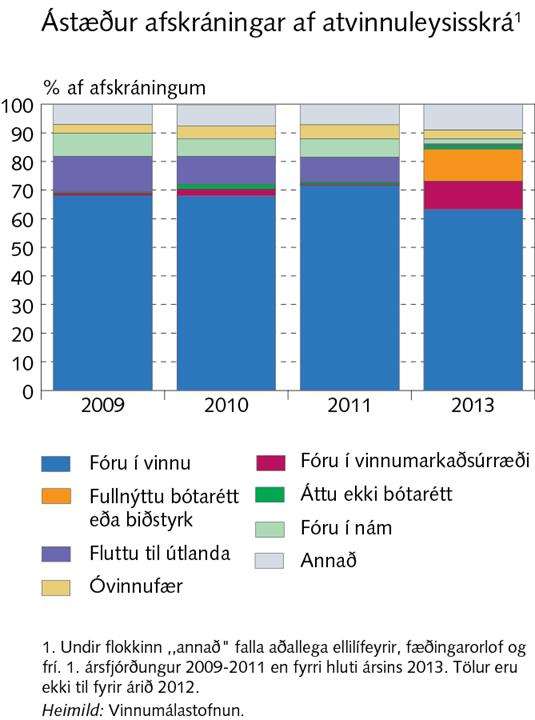 Ástæður afskráningar af atvinnuleysisskrá¹
% af afskráningum
100
90
80
70
60
50
40
30
20
10
0
2009 2010 2011 2013
Fóru í vinnu
Fullnýttu bótarétt
eða biðstyrk
Fluttu til útlanda
Óvinnufær
Fóru í vinnumarkaðsúrræði
Áttu ekki bótarétt
Fóru í nám
Annað
1. Undir flokkinn ,,annað" falla aðallega ellilífeyrir, fæðingarorlof og
frí. 1. ársfjórðungur 2009-2011 en fyrri hluti ársins 2013. Tölur eru
ekki til fyrir árið 2012.
Heimild: Vinnumálastofnun.